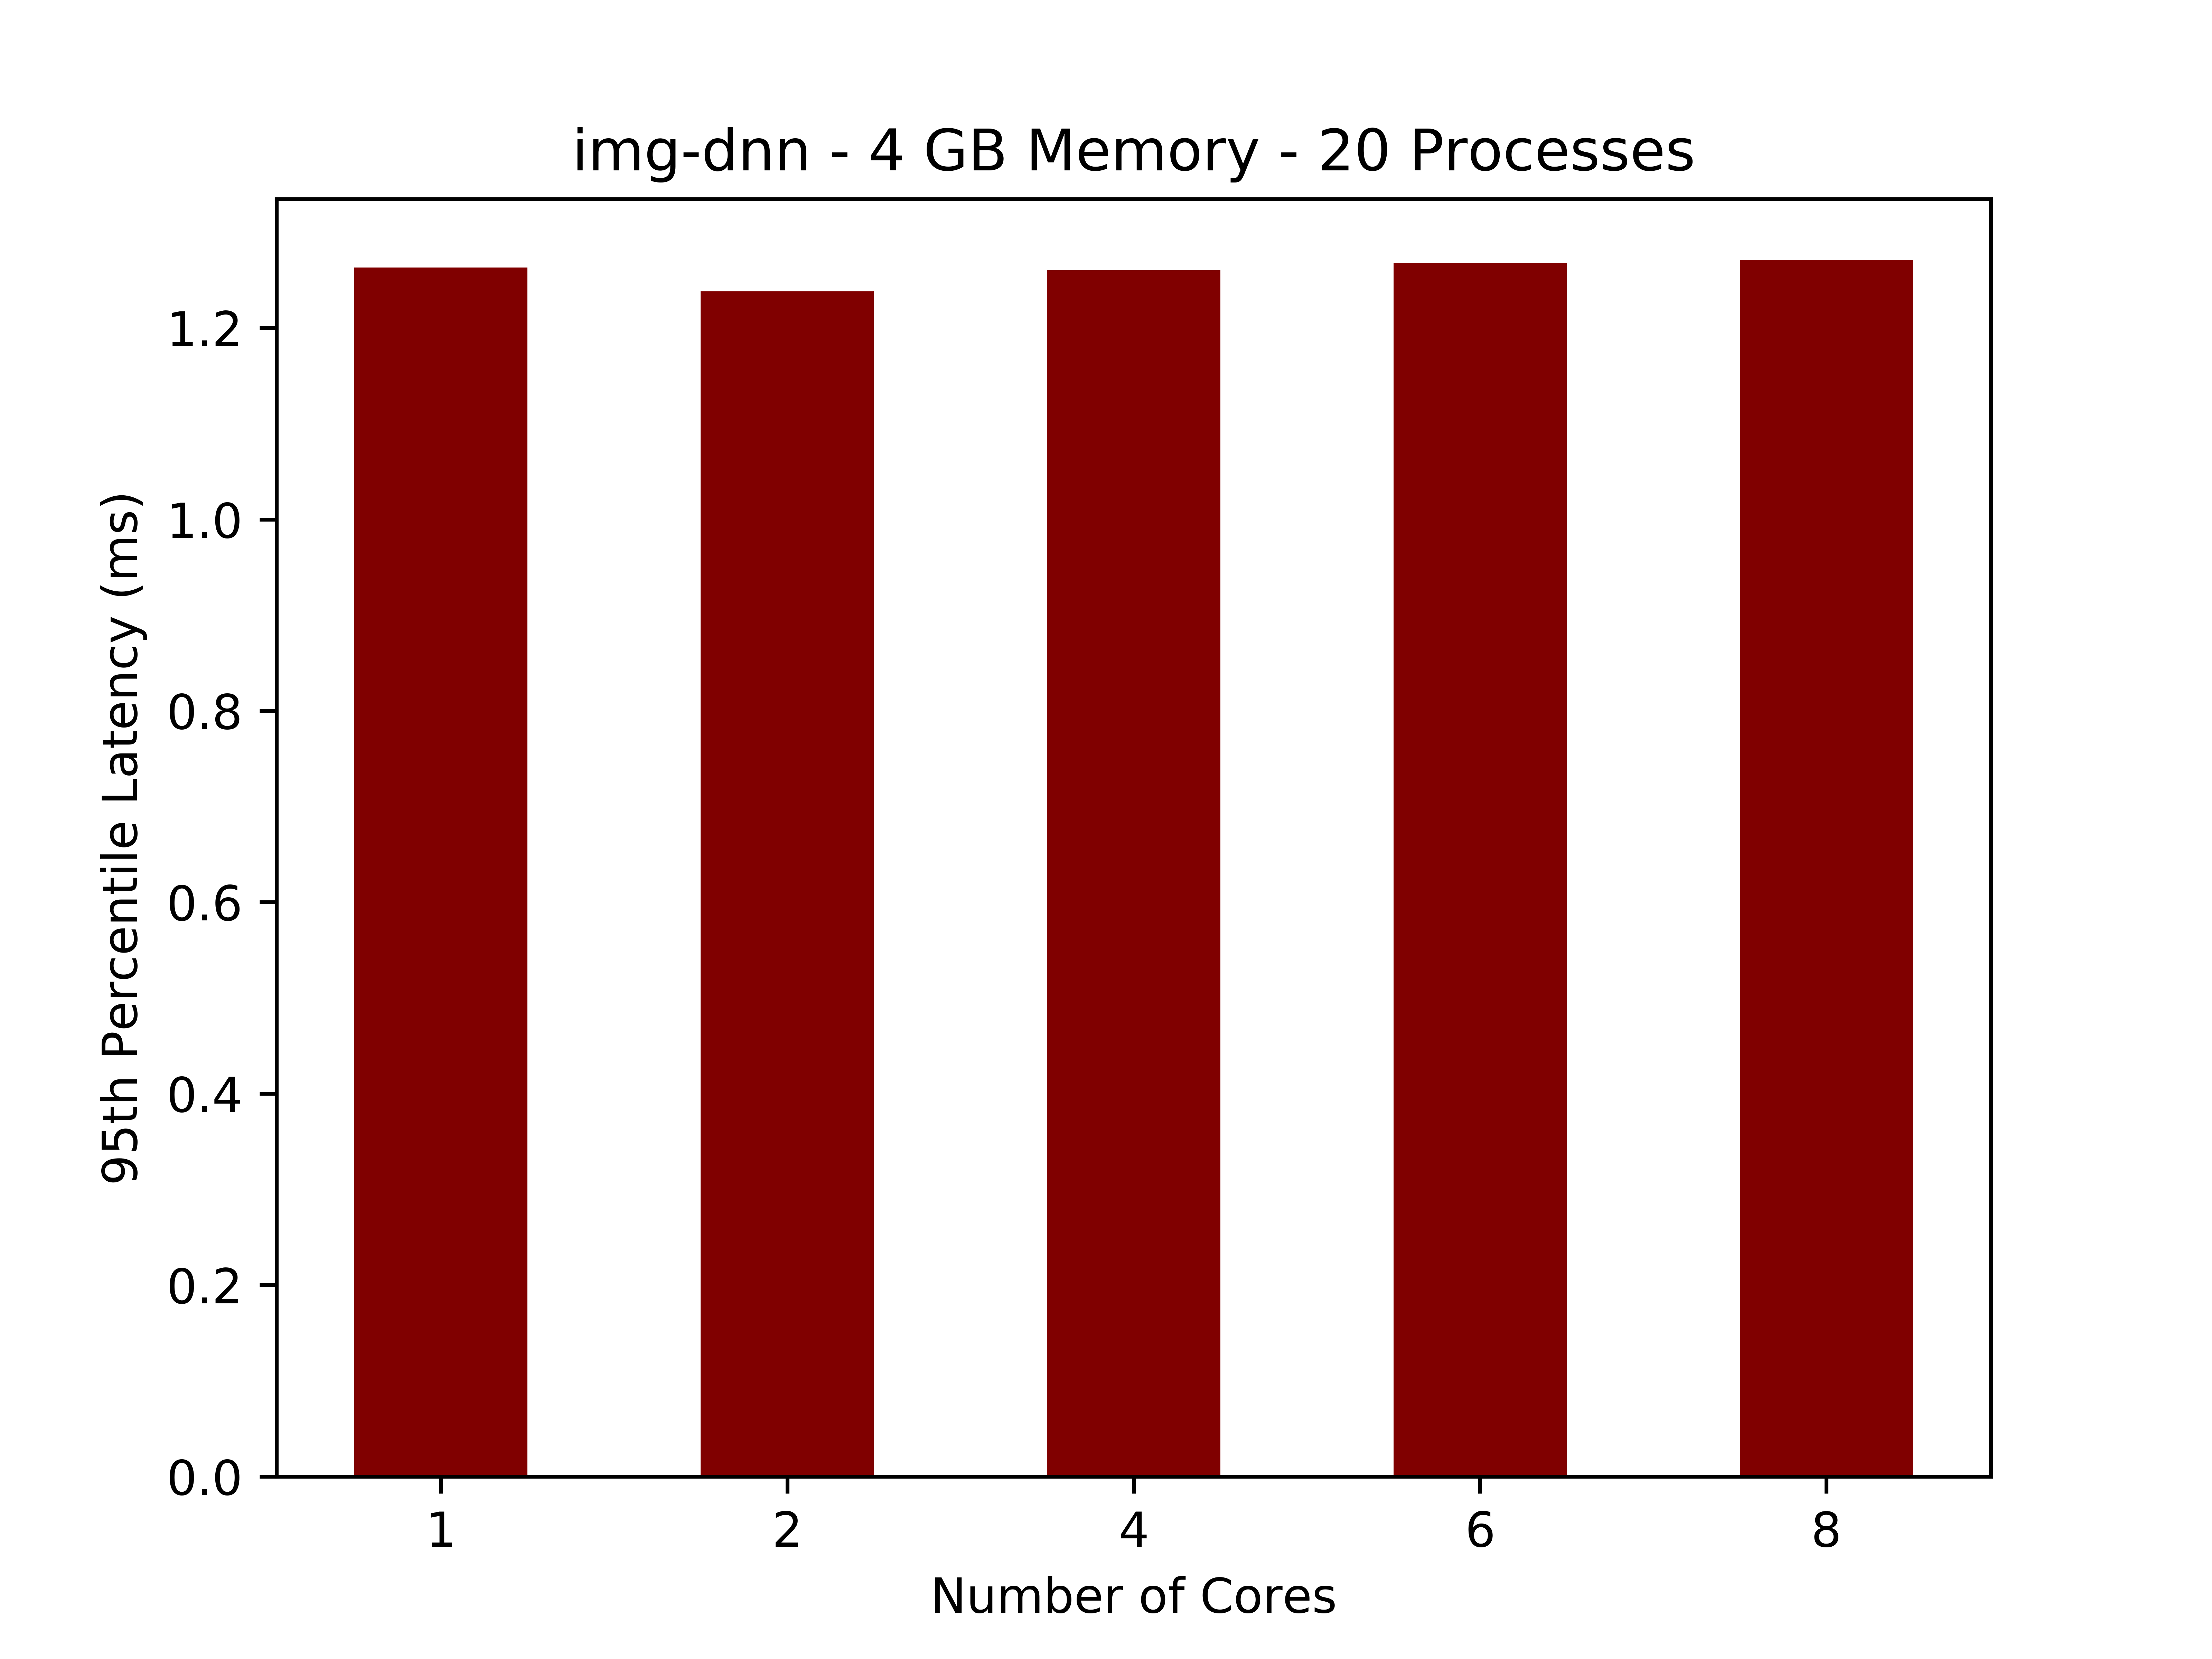 img-dnn - 4 GB Memory - 20 Processes
95th Percentile Latency (ms)
1.2
1.0
0.8
0.6
0.4
0.2
0.0
1 2 4 6 8
Number of Cores